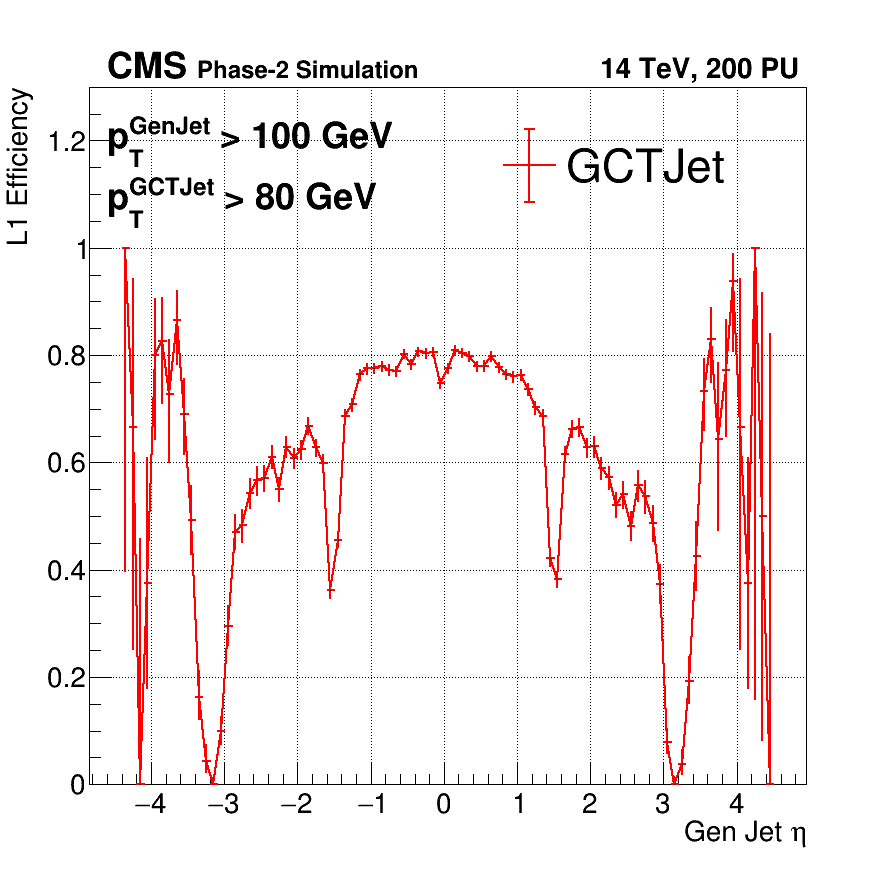 CMS Phase-2 Simulation 14 TeV, 200 PU
L1 Efficiency
p_T^GenJet > 100 GeV
p_T^GCTJet > 80 GeV
GCTJet
1.2
1
0.8
0.6
0.4
0.2
0
−4 −3 −2 −1 0 1 2 3 4
Gen Jet η